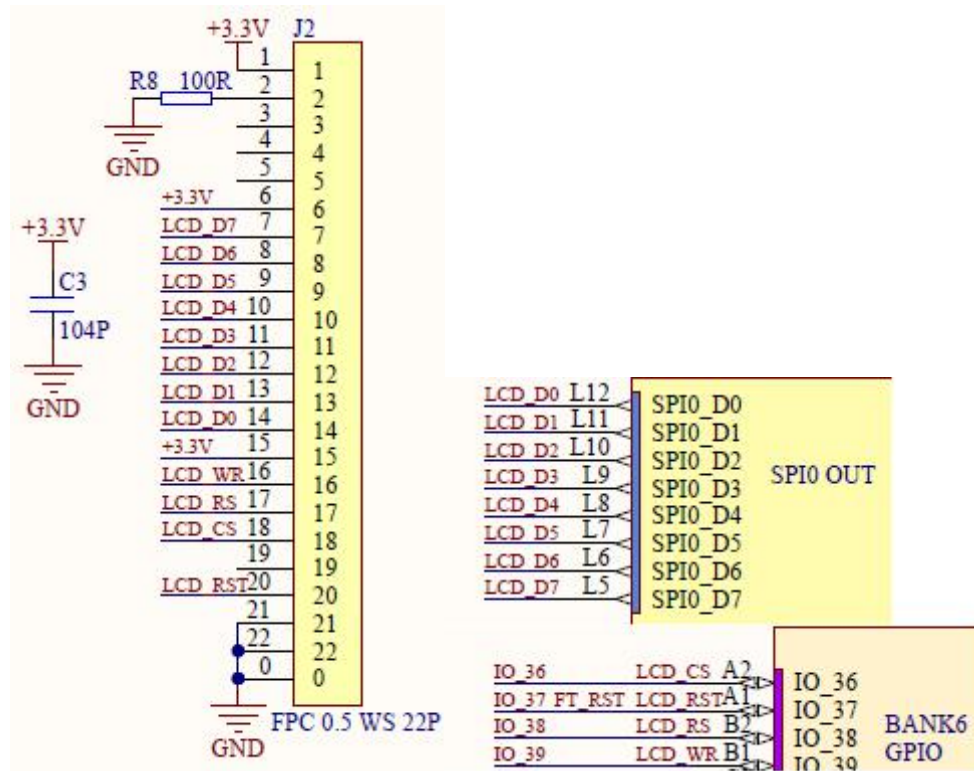 +3.3V J2
1 1
R8 100R 2 2
3 3
GND 4 4
5 5
+3.3V 6 6
LCD_D7 7 7
LCD_D6 8 8
LCD_D5 9 9
LCD_D4 10 10
LCD_D3 11 11
LCD_D2 12 12
LCD_D1 13 13
LCD_D0 14 14
+3.3V 15 15
LCD_WR 16 16
LCD_RS 17 17
LCD_CS 18 18
19 19
LCD_RST 20 20
21 21
22 22
0 0
FPC 0.5 WS 22P
GND
+3.3V
C3
104P
GND
LCD_D0 L12 SPI0_D0
LCD_D1 L11 SPI0_D1
LCD_D2 L10 SPI0_D2
LCD_D3 L9 SPI0_D3
LCD_D4 L8 SPI0_D4
LCD_D5 L7 SPI0_D5
LCD_D6 L6 SPI0_D6
LCD_D7 L5 SPI0_D7
SPI0 OUT
IO_36 LCD_CS A2 IO_36
IO_37 FT_RST LCD_RST A1 IO_37
IO_38 LCD_RS B2 IO_38
IO_39 LCD_WR B1 IO_39
BANK6
GPIO